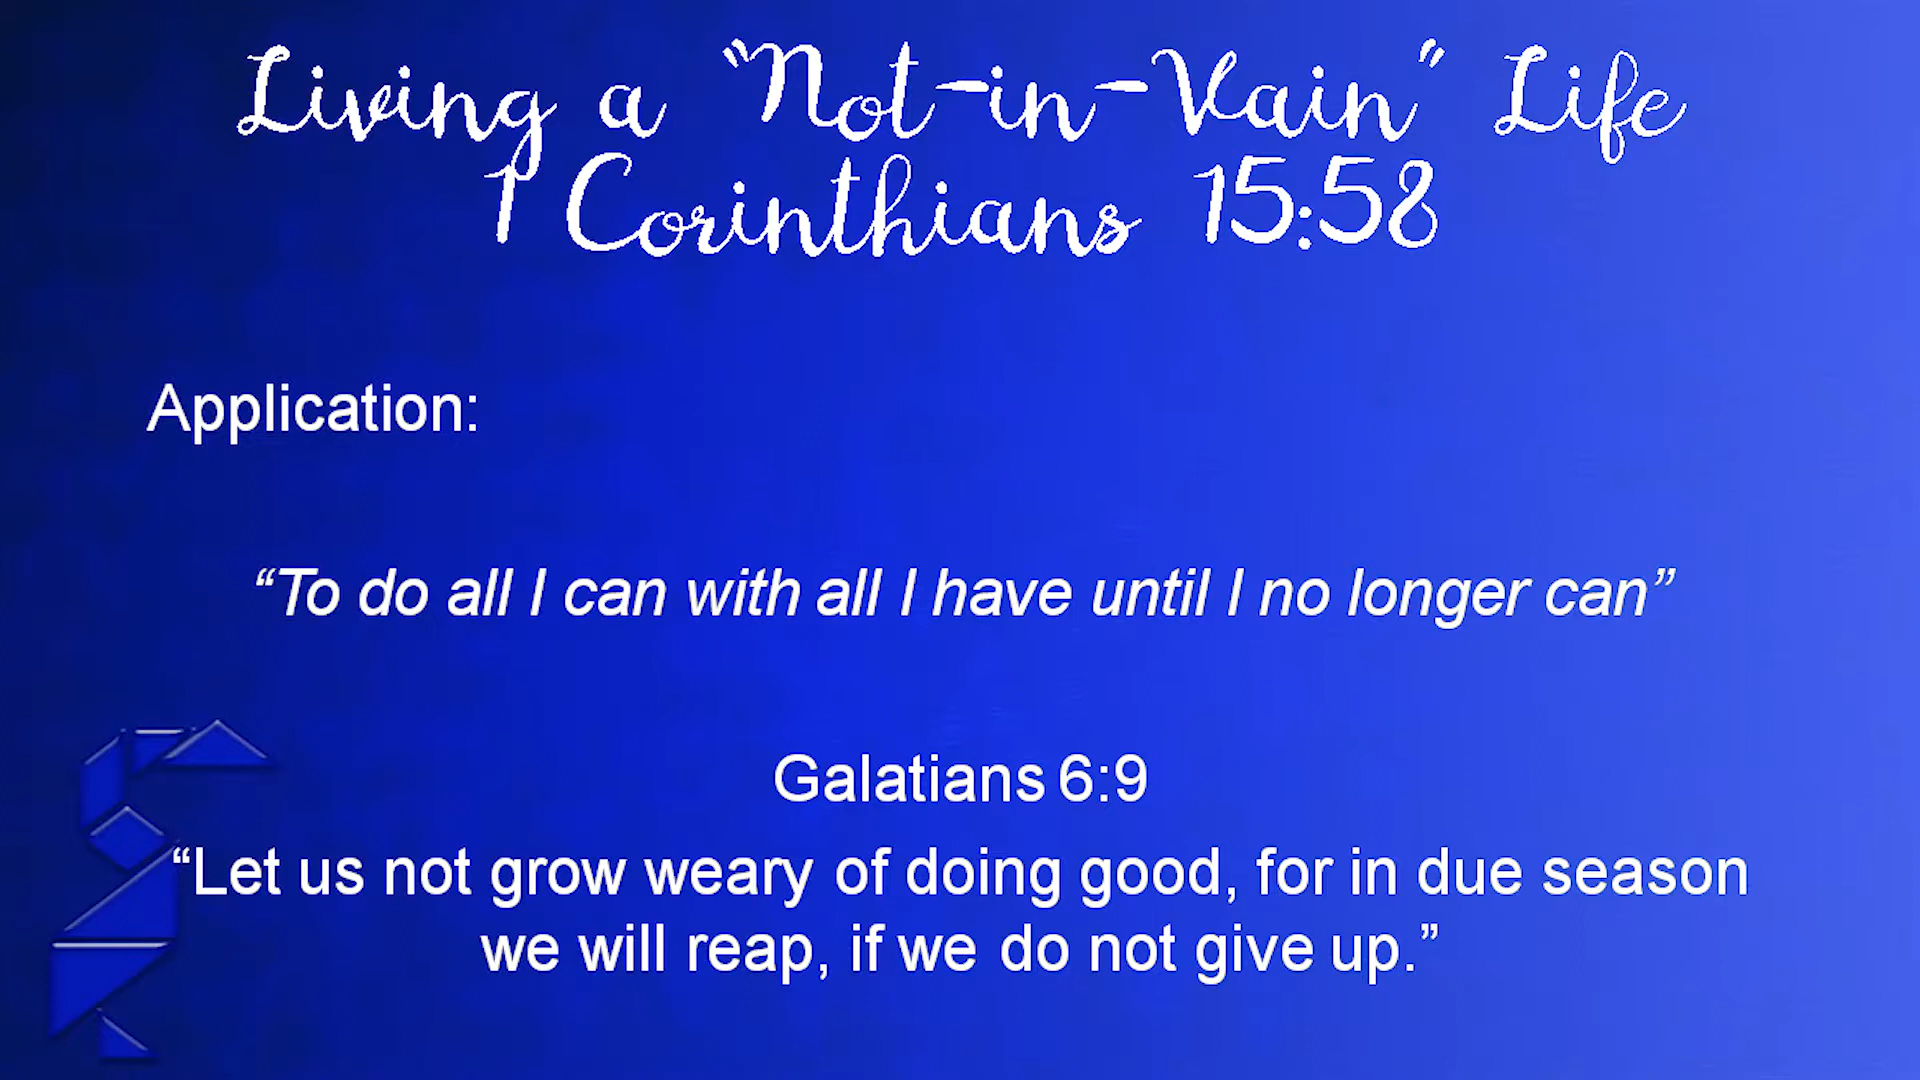 Living a "Not-in-Vain" Life
1 Corinthians 15:58
Application:
“To do all I can with all I have until I no longer can”
Galatians 6:9
“Let us not grow weary of doing good, for in due season
we will reap, if we do not give up.”